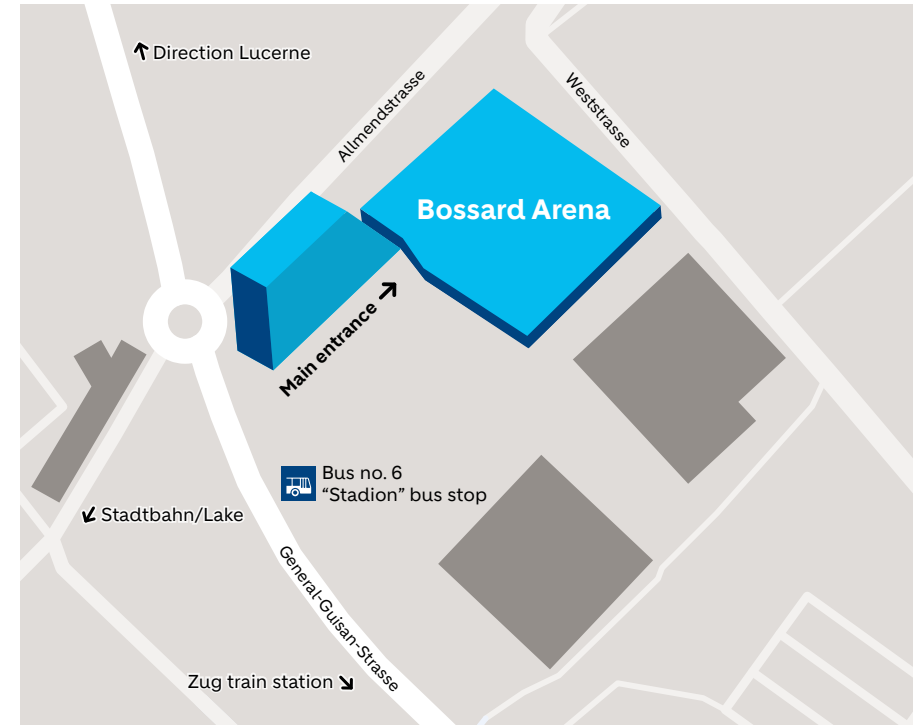 Direction Lucerne
Allmendstrasse
Weststrasse
Bossard Arena
Main entrance
Bus no. 6
“Stadion” bus stop
Stadtbahn/Lake
General-Guisan-Strasse
Zug train station